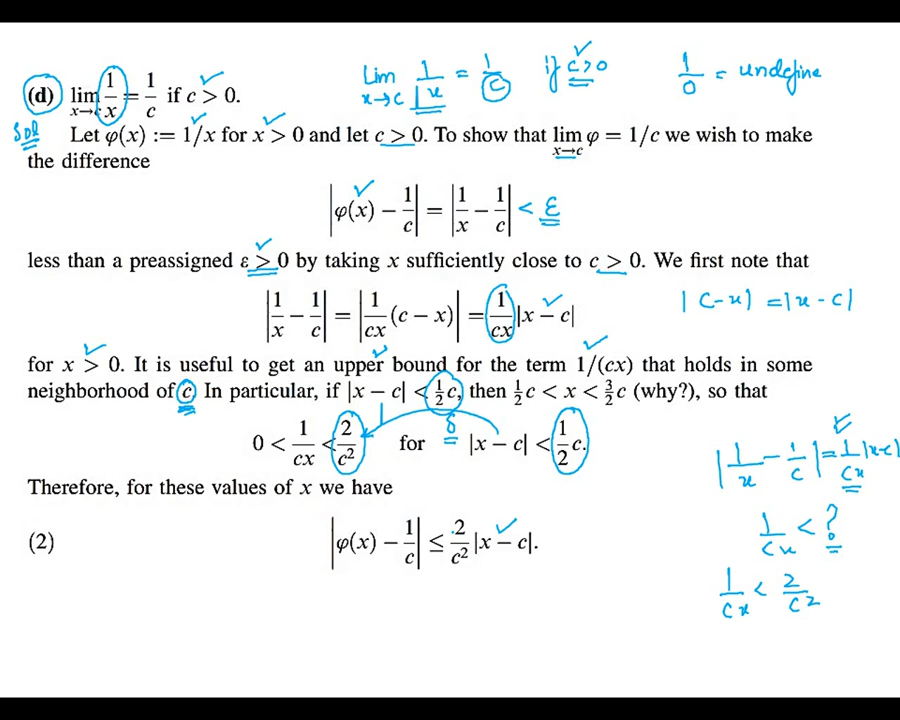 (d) lim x→c 1/x = 1/c if c > 0.
Lim x→c 1/x = 1/c if c>0
1/0 = undefine
Sol
Let φ(x) := 1/x for x > 0 and let c > 0. To show that lim x→c φ = 1/c we wish to make
the difference
|φ(x) − 1/c| = |1/x − 1/c| < ε
less than a preassigned ε > 0 by taking x sufficiently close to c > 0. We first note that
|1/x − 1/c| = |1/cx (c − x)| = 1/cx |x − c|
|c-x| = |x-c|
for x > 0. It is useful to get an upper bound for the term 1/(cx) that holds in some
neighborhood of c. In particular, if |x − c| < ½c, then ½c < x < 3/2c (why?), so that
0 < 1/cx < 2/c² for |x − c| < 1/2 c.
δ
|1/x - 1/c| = 1/cx |x-c|
Therefore, for these values of x we have
1/cx < ?
(2) |φ(x) − 1/c| ≤ 2/c² |x − c|.
1/cx < 2/c2